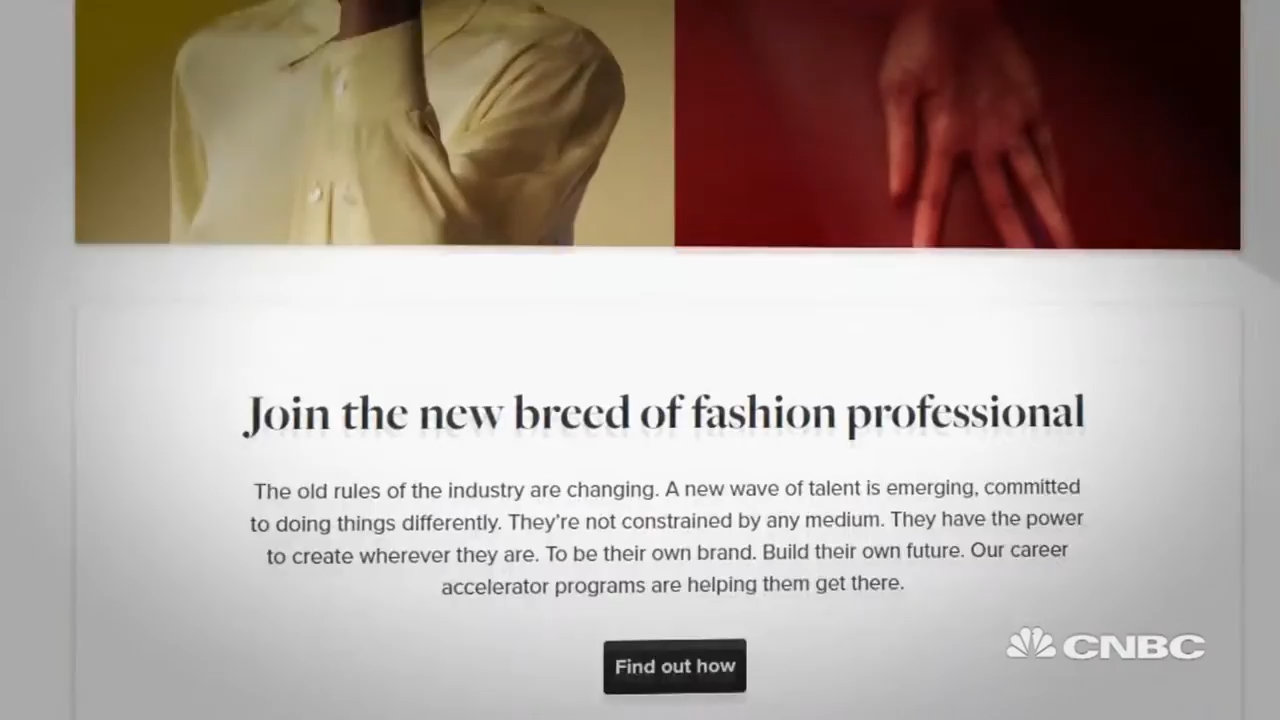 Join the new breed of fashion professional
The old rules of the industry are changing. A new wave of talent is emerging, committed
to doing things differently. They're not constrained by any medium. They have the power
to create wherever they are. To be their own brand. Build their own future. Our career
accelerator programs are helping them get there.
CNBC
Find out how